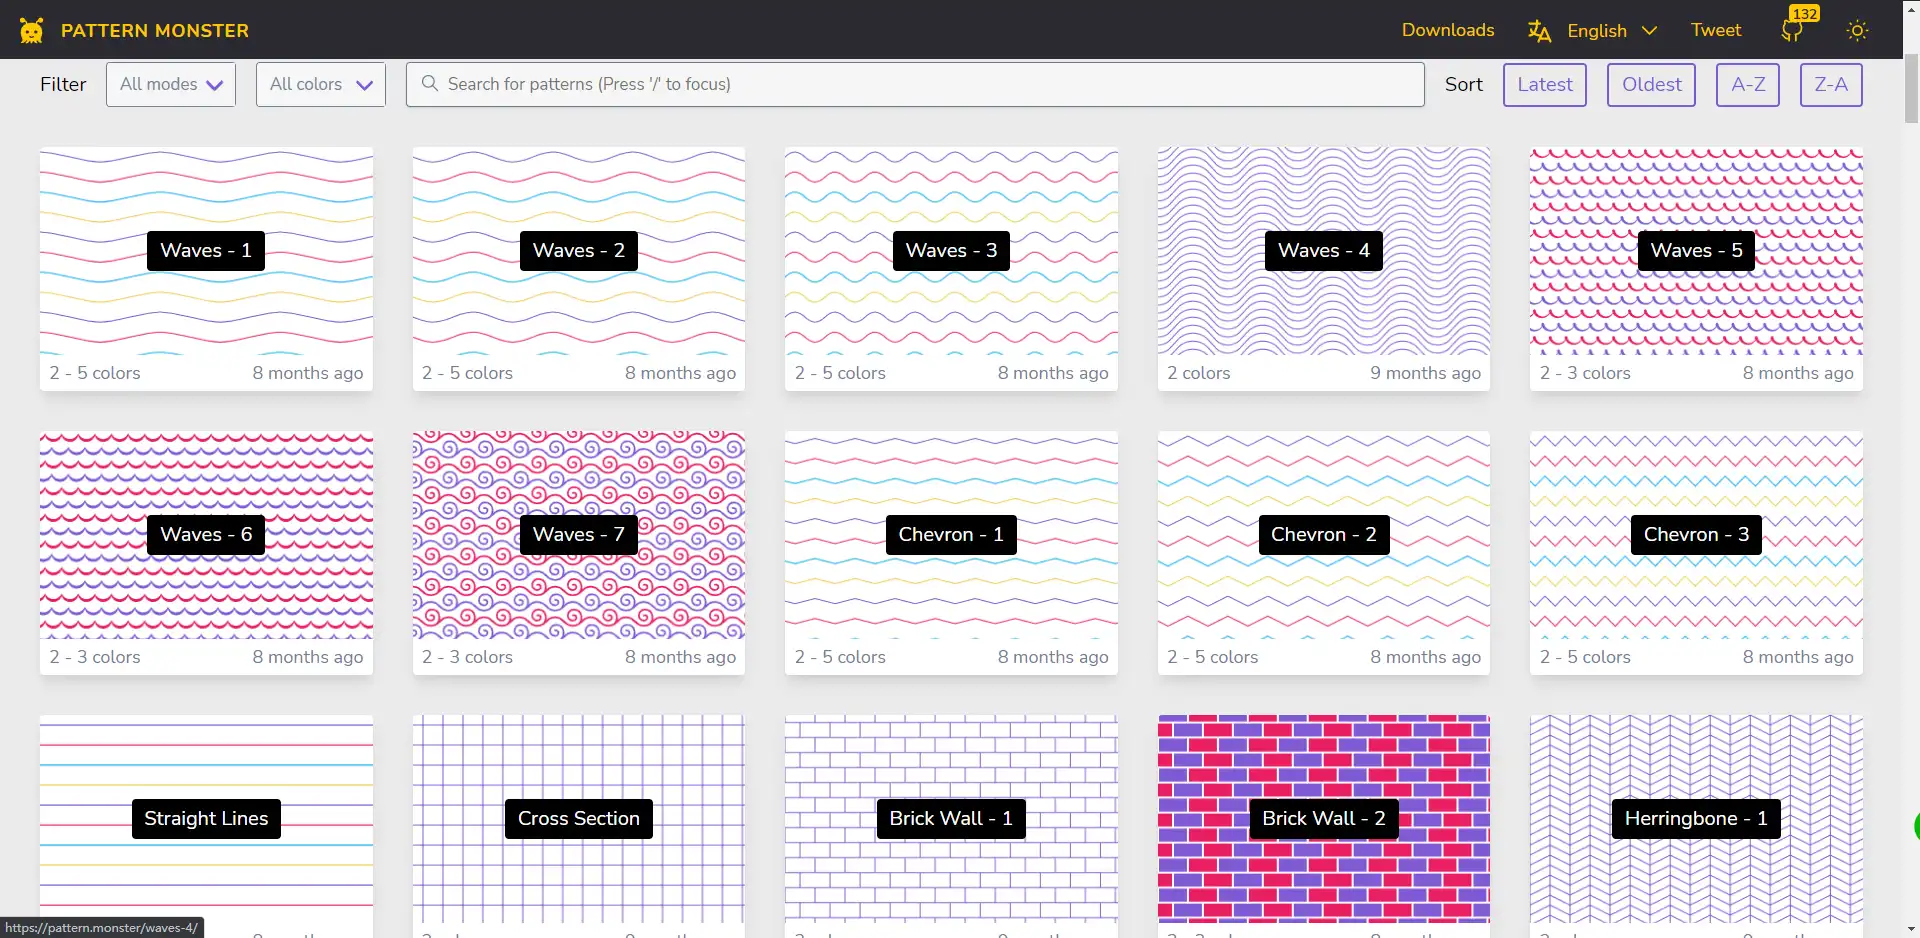 PATTERN MONSTER
Downloads
English
Tweet
132
Filter
All modes
All colors
Search for patterns (Press '/' to focus)
Sort
Latest
Oldest
A-Z
Z-A
Waves - 1
Waves - 2
Waves - 3
Waves - 4
Waves - 5
2 - 5 colors 8 months ago
2 - 5 colors 8 months ago
2 - 5 colors 8 months ago
2 colors 9 months ago
2 - 3 colors 8 months ago
Waves - 6
Waves - 7
Chevron - 1
Chevron - 2
Chevron - 3
2 - 3 colors 8 months ago
2 - 3 colors 8 months ago
2 - 5 colors 8 months ago
2 - 5 colors 8 months ago
2 - 5 colors 8 months ago
Straight Lines
Cross Section
Brick Wall - 1
Brick Wall - 2
Herringbone - 1
https://pattern.monster/waves-4/